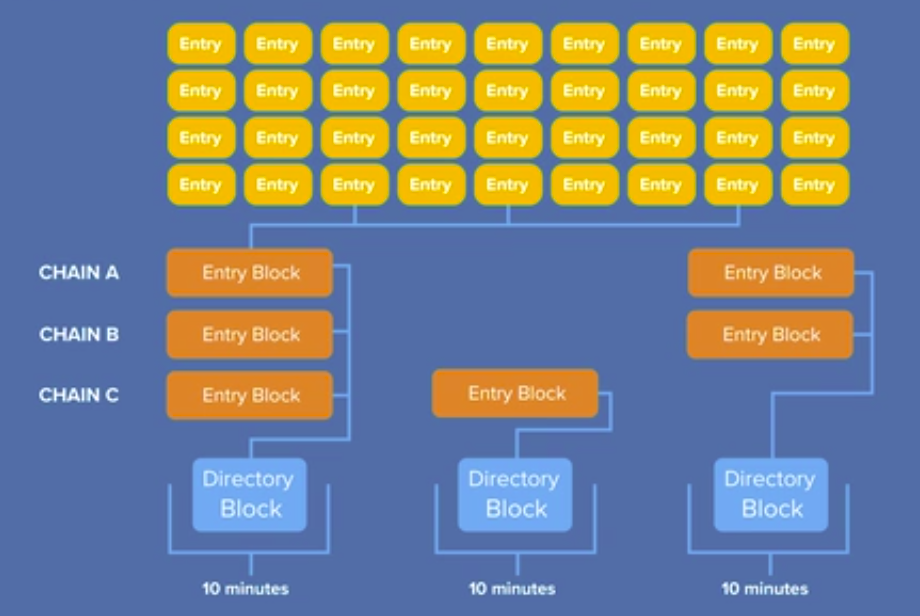 Entry Entry Entry Entry Entry Entry Entry Entry Entry
Entry Entry Entry Entry Entry Entry Entry Entry Entry
Entry Entry Entry Entry Entry Entry Entry Entry Entry
Entry Entry Entry Entry Entry Entry Entry Entry Entry
CHAIN A Entry Block Entry Block
CHAIN B Entry Block Entry Block
CHAIN C Entry Block Entry Block
Directory Directory Directory
Block Block Block
10 minutes 10 minutes 10 minutes